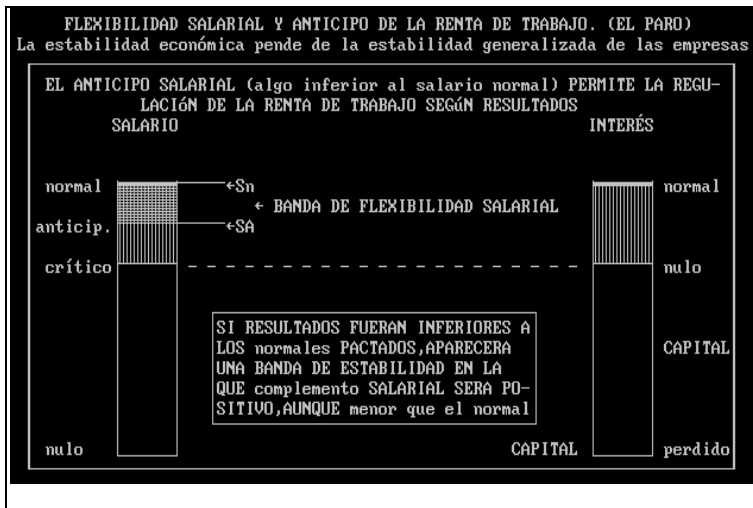 FLEXIBILIDAD SALARIAL Y ANTICIPO DE LA RENTA DE TRABAJO. (EL PARO)
La estabilidad económica pende de la estabilidad generalizada de las empresas
EL ANTICIPO SALARIAL (algo inferior al salario normal) PERMITE LA REGU-
LACIóN DE LA RENTA DE TRABAJO SEGúN RESULTADOS
SALARIO INTERÉS
normal ←Sn normal
← BANDA DE FLEXIBILIDAD SALARIAL
anticip. ←SA
crítico nulo
SI RESULTADOS FUERAN INFERIORES A
LOS normales PACTADOS,APARECERA CAPITAL
UNA BANDA DE ESTABILIDAD EN LA
QUE complemento SALARIAL SERA PO-
SITIVO,AUNQUE menor que el normal
nulo CAPITAL perdido